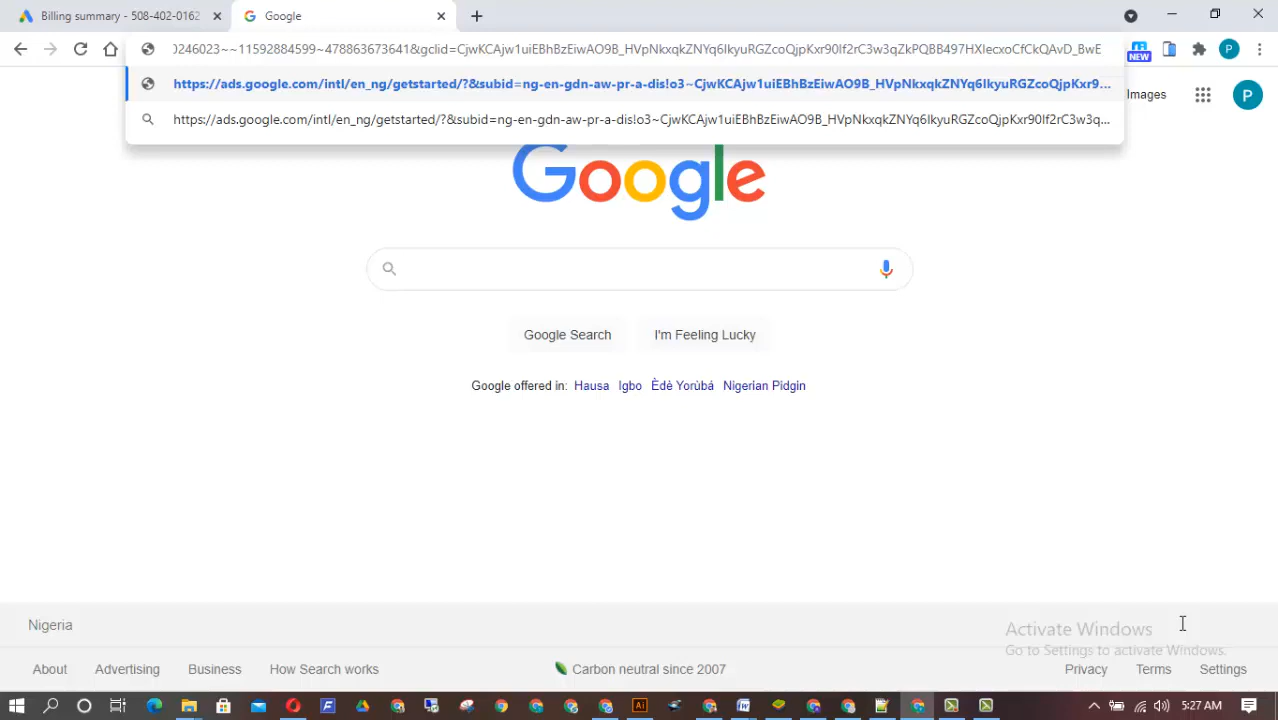 Billing summary - 508-402-0162
Google
0246023~~11592884599~478863673641&gclid=CjwKCAjw1uiEBhBzEiwAO9B_HVpNkxqkZNYq6lkyuRGZcoQjpKxr90lf2rC3w3qZkPQBB497HXlecxoCfCkQAvD_BwE
NEW
P
https://ads.google.com/intl/en_ng/getstarted/?&subid=ng-en-gdn-aw-pr-a-dis!o3~CjwKCAjw1uiEBhBzEiwAO9B_HVpNkxqkZNYq6lkyuRGZcoQjpKxr9...
Images
P
https://ads.google.com/intl/en_ng/getstarted/?&subid=ng-en-gdn-aw-pr-a-dis!o3~CjwKCAjw1uiEBhBzEiwAO9B_HVpNkxqkZNYq6lkyuRGZcoQjpKxr90lf2rC3w3q...
Google
Google Search
I'm Feeling Lucky
Google offered in: Hausa Igbo Èdè Yorùbá Nigerian Pidgin
Nigeria
Activate Windows
Go to Settings to activate Windows.
About
Advertising
Business
How Search works
Carbon neutral since 2007
Privacy
Terms
Settings
5:27 AM